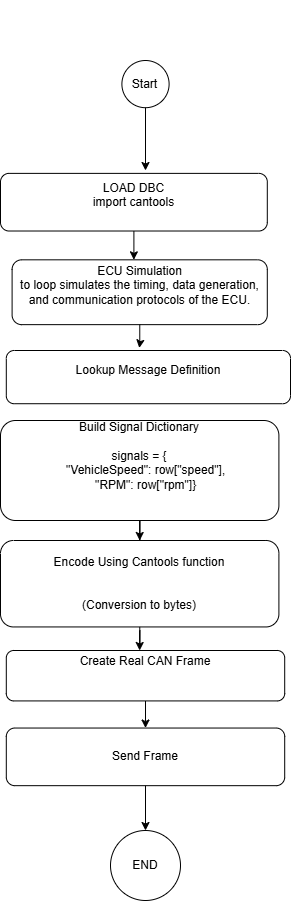 Start
LOAD DBC
import cantools
ECU Simulation
to loop simulates the timing, data generation,
and communication protocols of the ECU.
Lookup Message Definition
Build Signal Dictionary
signals = {
"VehicleSpeed": row["speed"],
"RPM": row["rpm"]}
Encode Using Cantools function
(Conversion to bytes)
Create Real CAN Frame
Send Frame
END